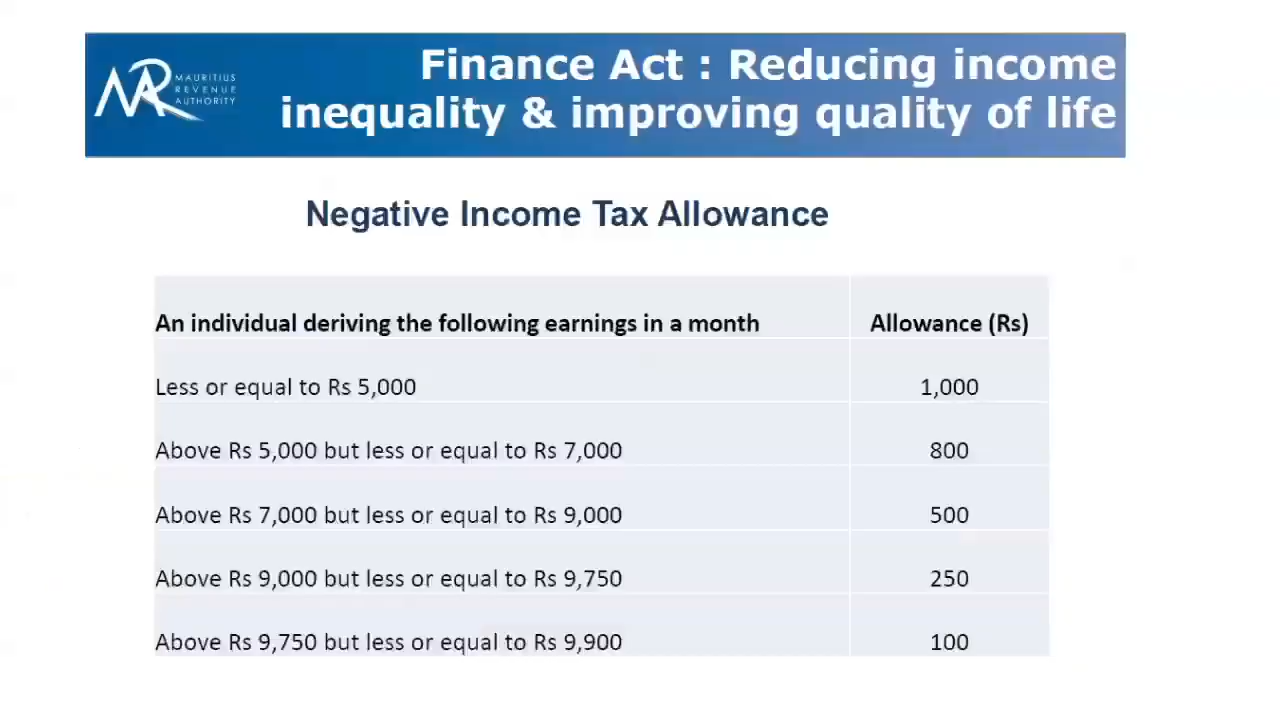 MAURITIUS
REVENUE
AUTHORITY
Finance Act : Reducing income
inequality & improving quality of life
Negative Income Tax Allowance
An individual deriving the following earnings in a month Allowance (Rs)
Less or equal to Rs 5,000 1,000
Above Rs 5,000 but less or equal to Rs 7,000 800
Above Rs 7,000 but less or equal to Rs 9,000 500
Above Rs 9,000 but less or equal to Rs 9,750 250
Above Rs 9,750 but less or equal to Rs 9,900 100